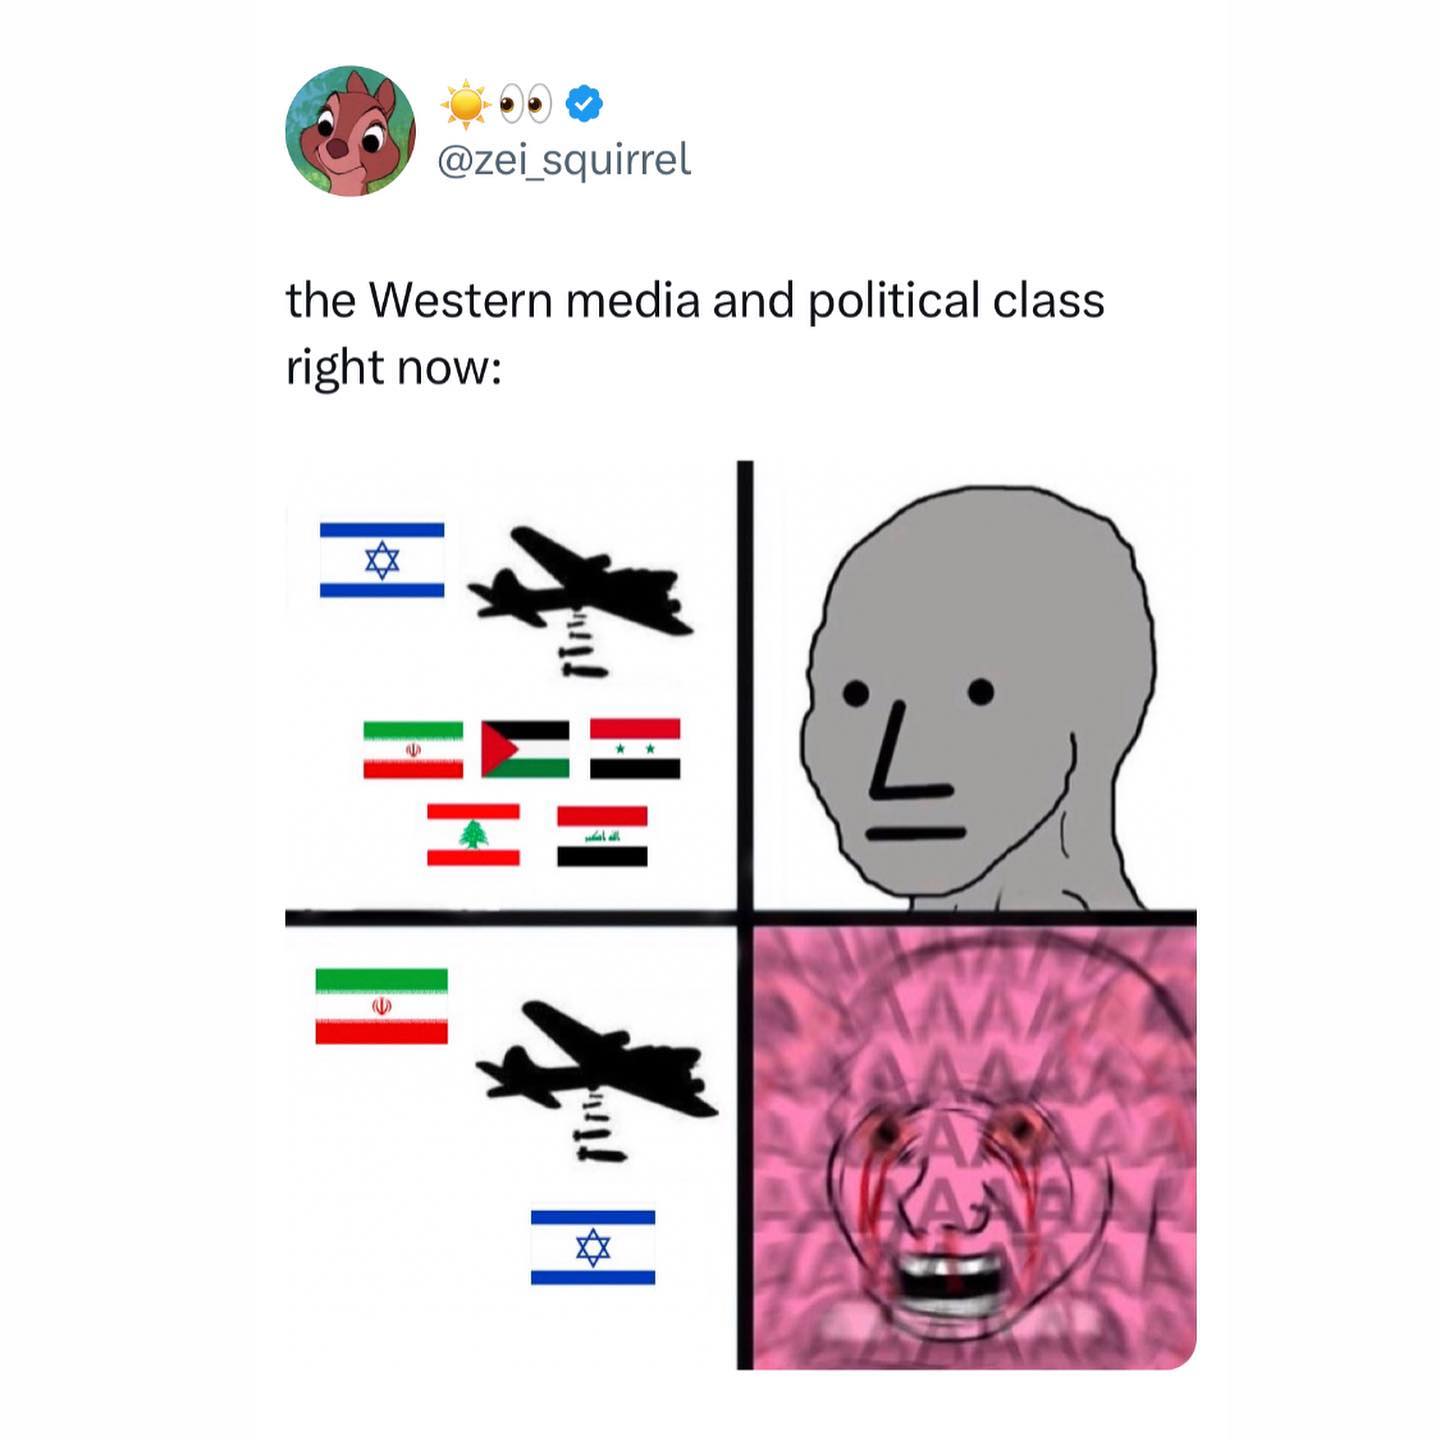 ☀️👀
@zei_squirrel
the Western media and political class
right now: